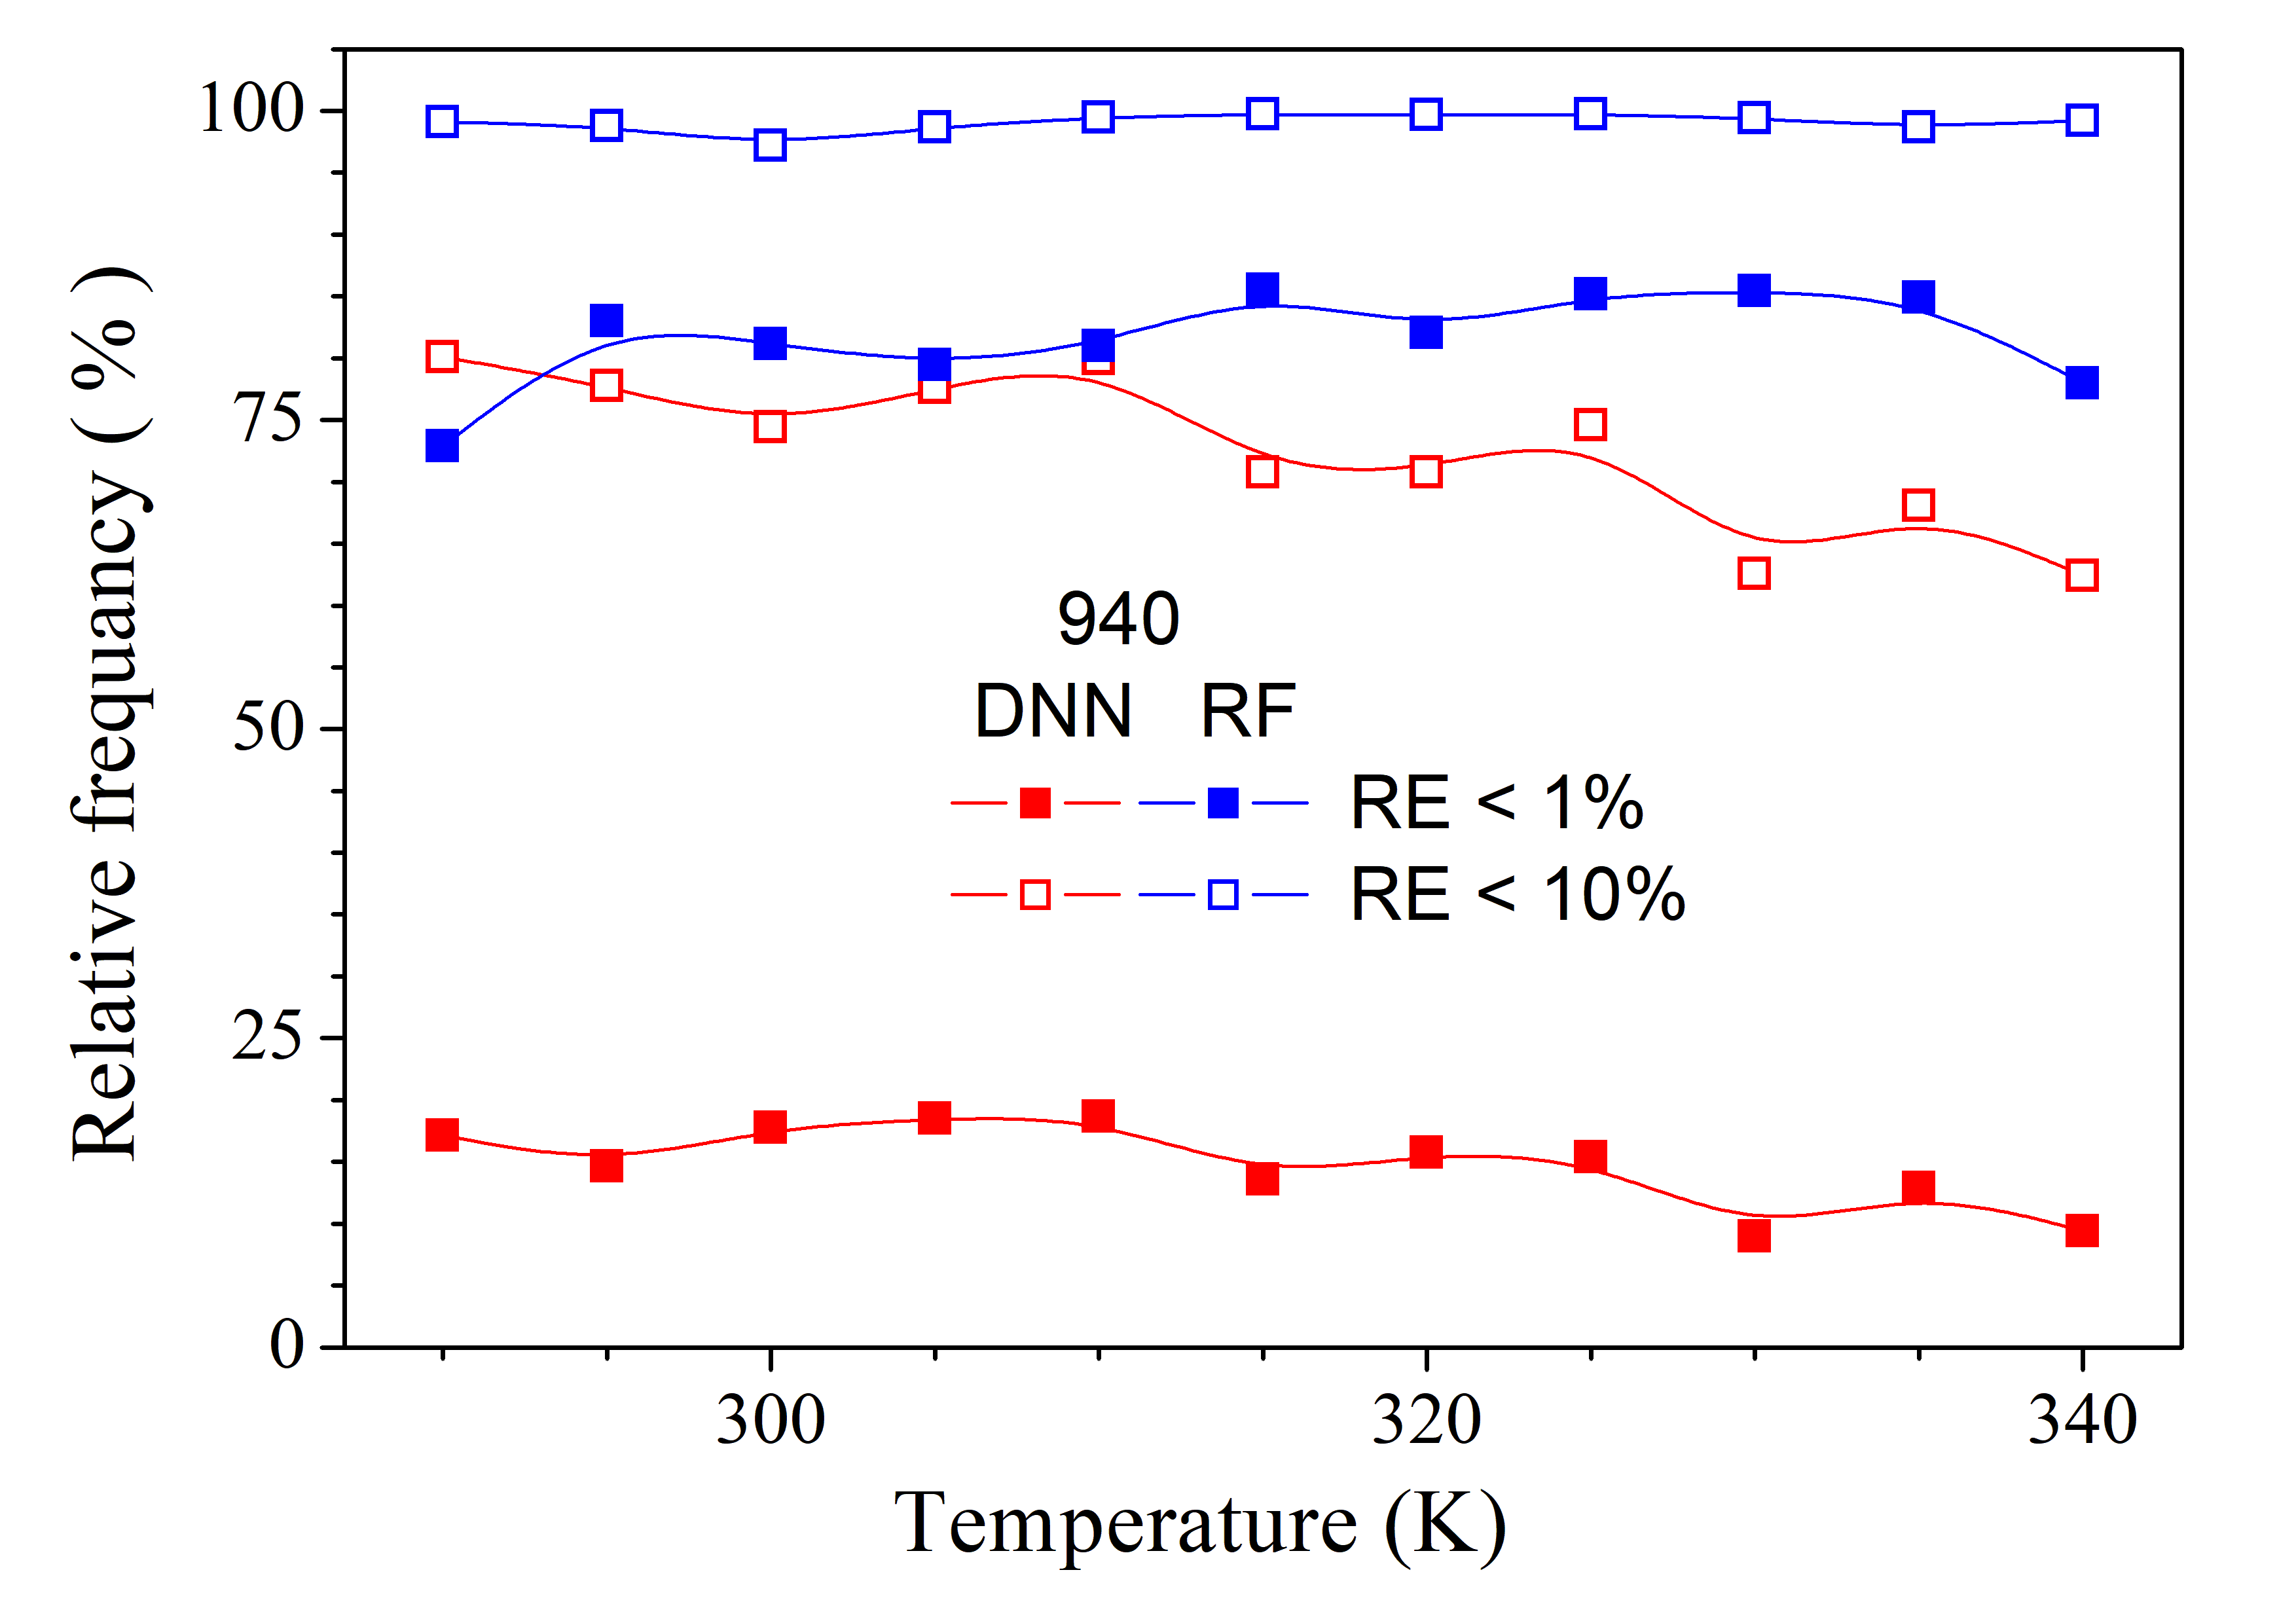 Relative frequancy ( % )
100
75
50
25
0
940
DNN RF
RE < 1%
RE < 10%
300 320 340
Temperature (K)